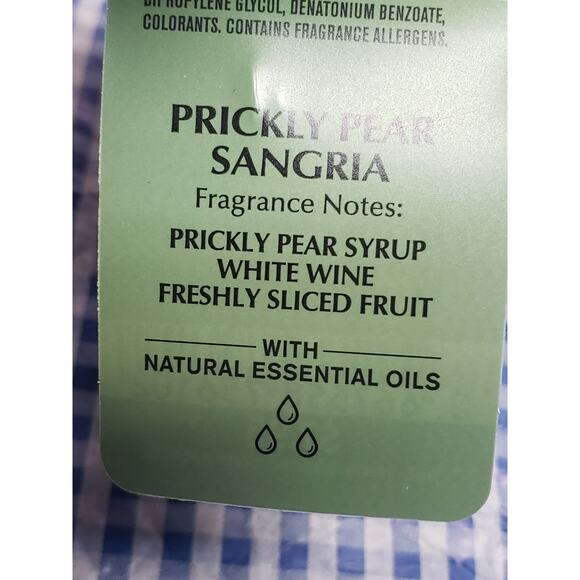 DIPROPYLENE GLYCOL, DENATONIUM BENZOATE,
COLORANTS. CONTAINS FRAGRANCE ALLERGENS.
PRICKLY PEAR
SANGRIA
Fragrance Notes:
PRICKLY PEAR SYRUP
WHITE WINE
FRESHLY SLICED FRUIT
WITH
NATURAL ESSENTIAL OILS